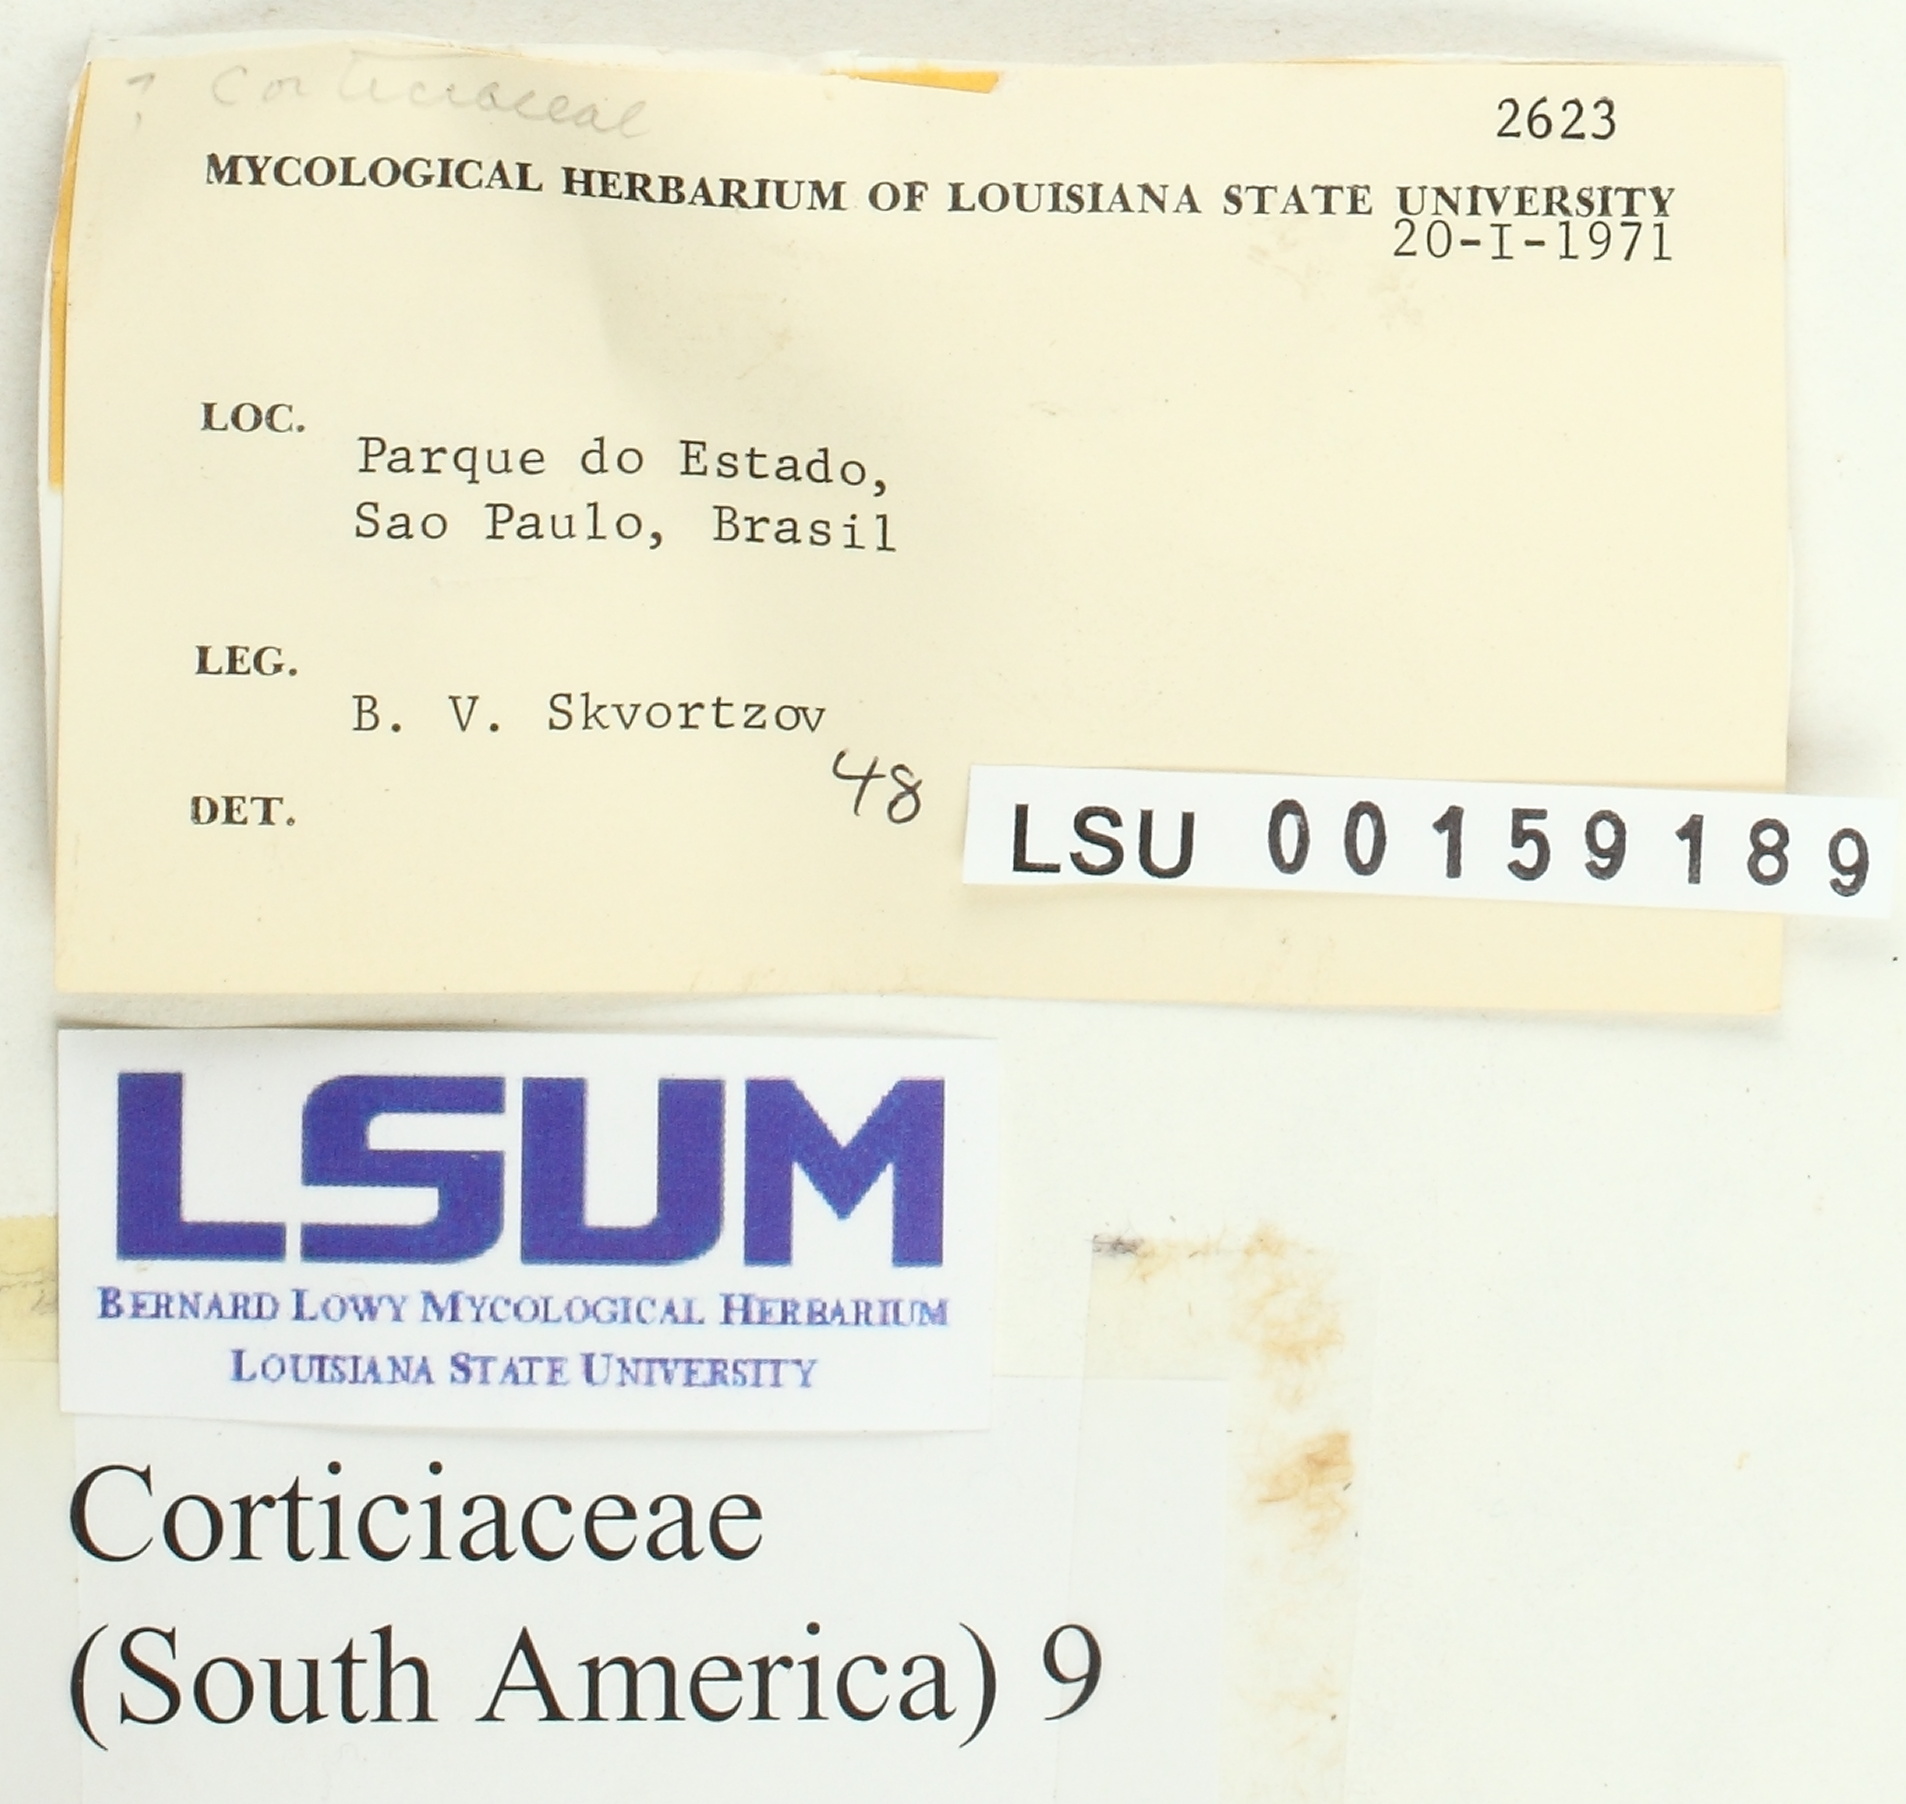 ? Corticiaceae
2623
MYCOLOGICAL HERBARIUM OF LOUISIANA STATE UNIVERSITY
20-I-1971
LOC.
Parque do Estado,
Sao Paulo, Brasil
LEG.
B. V. Skvortzov
48
DET.
LSU 00159189
LSUM
BERNARD LOWY MYCOLOGICAL HERBARIUM
LOUISIANA STATE UNIVERSITY
Corticiaceae
(South America) 9